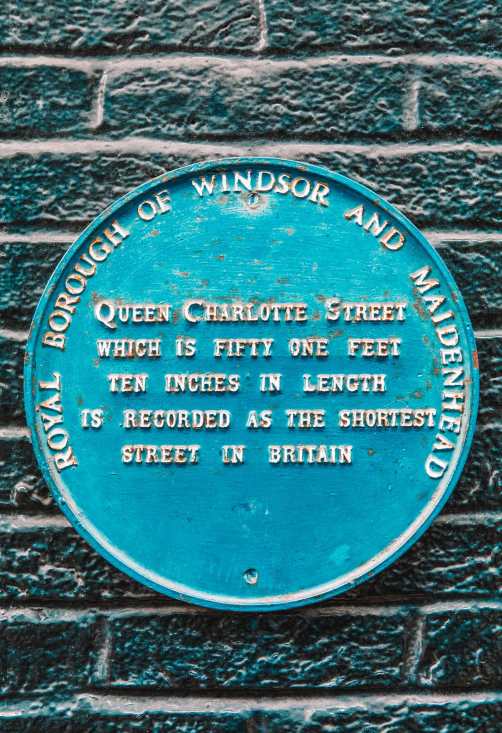 ROYAL BOROUGH OF WINDSOR AND MAIDENHEAD
QUEEN CHARLOTTE STREET
WHICH IS FIFTY ONE FEET
TEN INCHES IN LENGTH
IS RECORDED AS THE SHORTEST
STREET IN BRITAIN